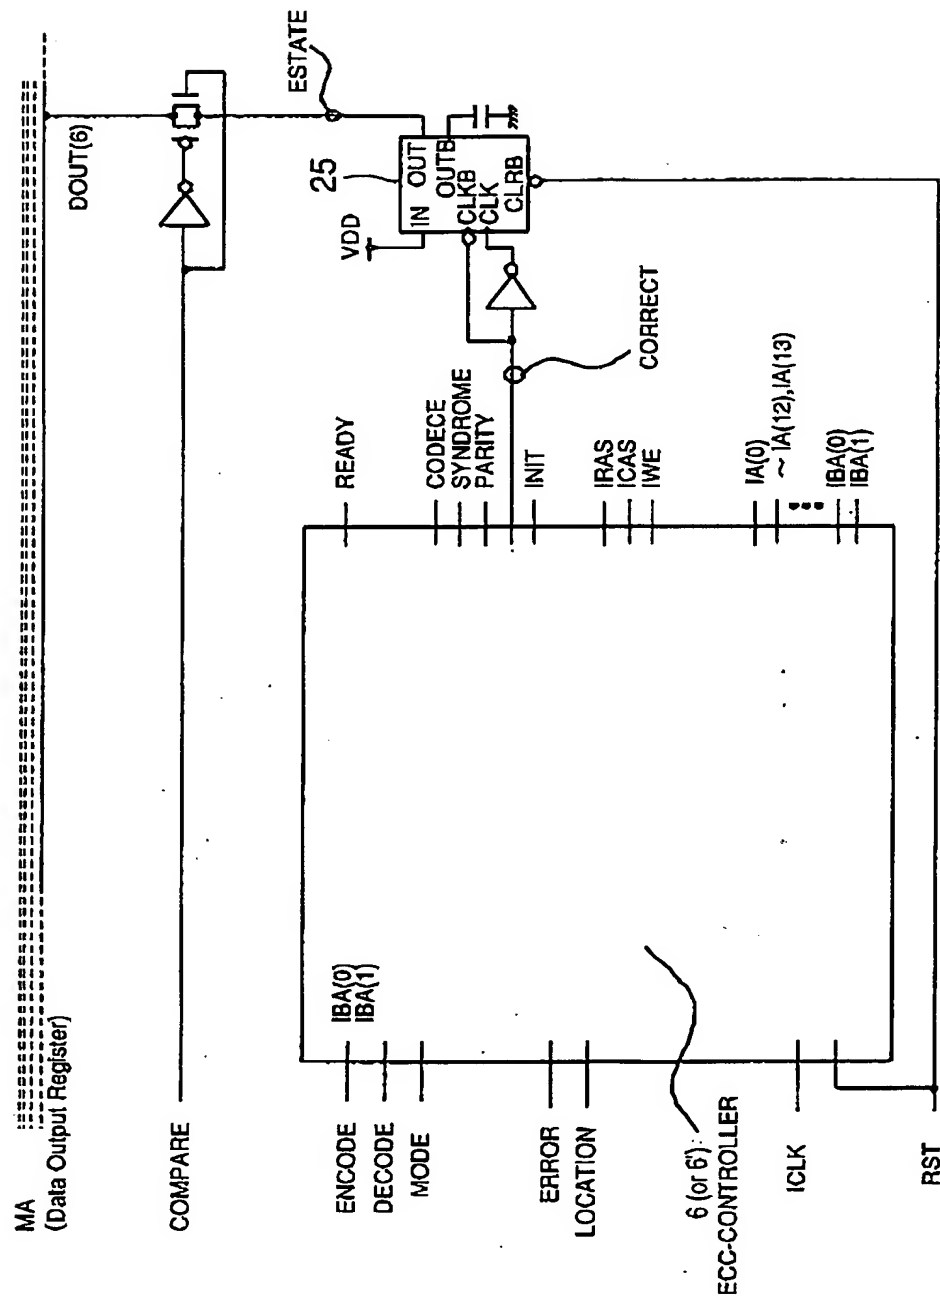 MA
(Data Output Register)
DOUT(6)
COMPARE
ESTATE
25
VDD
IN
OUT
OUTB
CLKB
CLK
CLRB
CORRECT
READY
CODECE
SYNDROME
PARITY
INIT
IRAS
ICAS
IWE
IA(0)
~ IA(12),IA(13)
IBA(0)
IBA(1)
IBA(0)
IBA(1)
ENCODE
DECODE
MODE
ERROR
LOCATION
6 (or 6'):
ECC-CONTROLLER
ICLK
RST